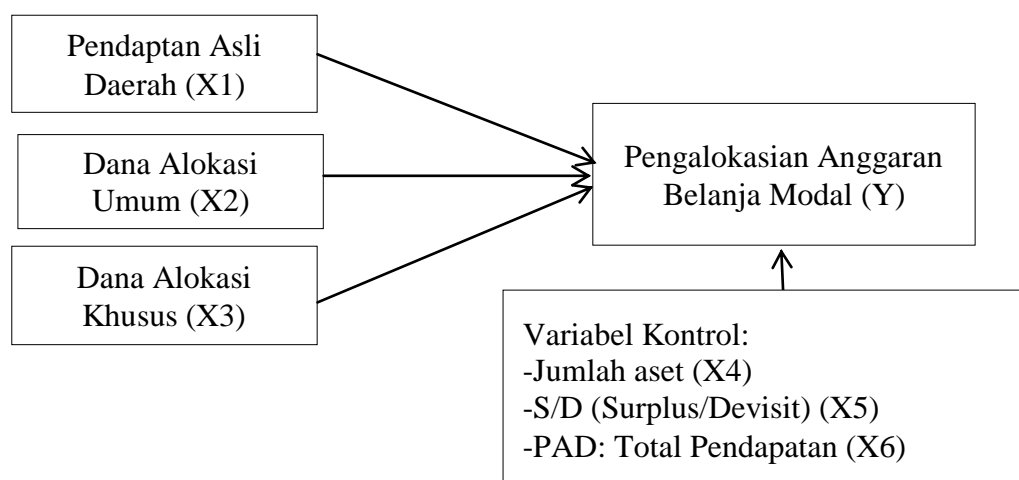 Pendaptan Asli
Daerah (X1)
Dana Alokasi
Umum (X2)
Dana Alokasi
Khusus (X3)
Pengalokasian Anggaran
Belanja Modal (Y)
Variabel Kontrol:
-Jumlah aset (X4)
-S/D (Surplus/Devisit) (X5)
-PAD: Total Pendapatan (X6)